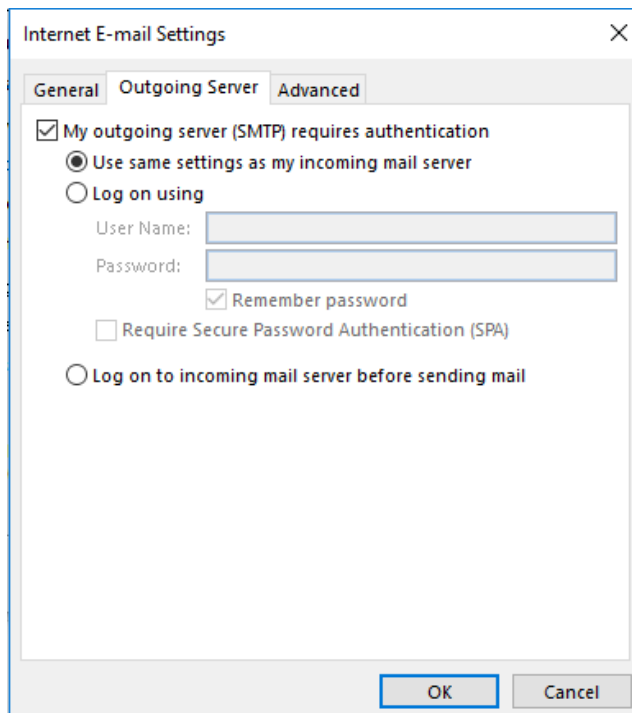 Internet E-mail Settings
General Outgoing Server Advanced
My outgoing server (SMTP) requires authentication
Use same settings as my incoming mail server
Log on using
User Name:
Password:
Remember password
Require Secure Password Authentication (SPA)
Log on to incoming mail server before sending mail
OK Cancel